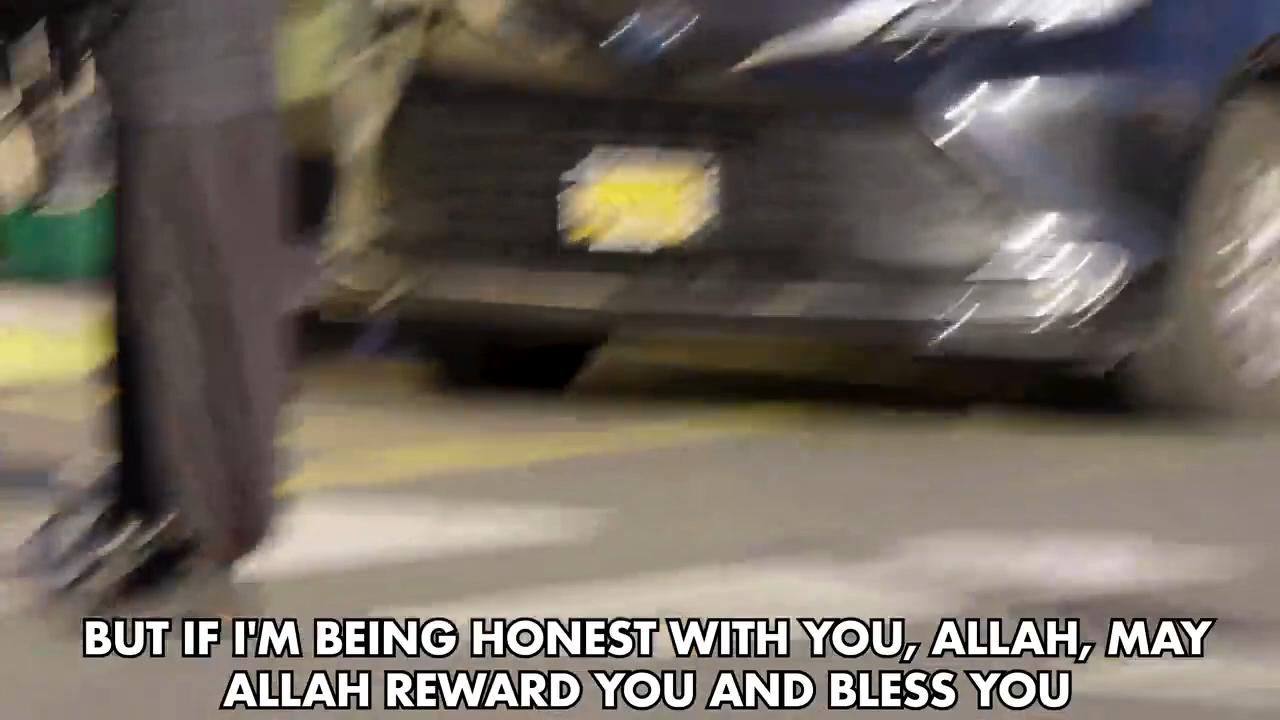 BUT IF I'M BEING HONEST WITH YOU, ALLAH, MAY
ALLAH REWARD YOU AND BLESS YOU